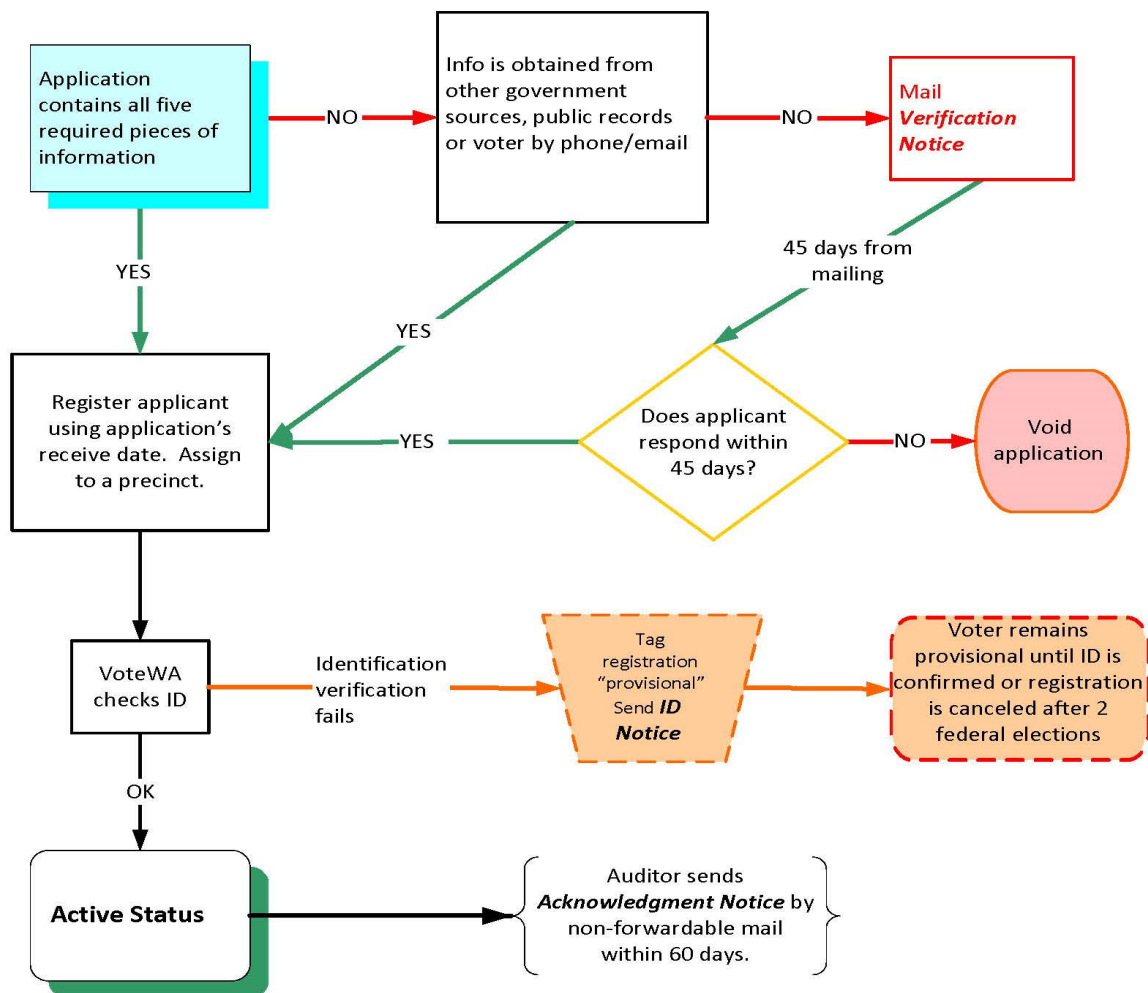 Application
contains all five
required pieces of
information
NO
Info is obtained from
other government
sources, public records
or voter by phone/email
NO
Mail
Verification
Notice
YES
YES
45 days from
mailing
Register applicant
using application's
receive date.  Assign
to a precinct.
YES
Does applicant
respond within
45 days?
NO
Void
application
VoteWA
checks ID
Identification
verification
fails
Tag
registration
“provisional”
Send ID
Notice
Voter remains
provisional until ID is
confirmed or registration
is canceled after 2
federal elections
OK
Active Status
Auditor sends
Acknowledgment Notice by
non-forwardable mail
within 60 days.